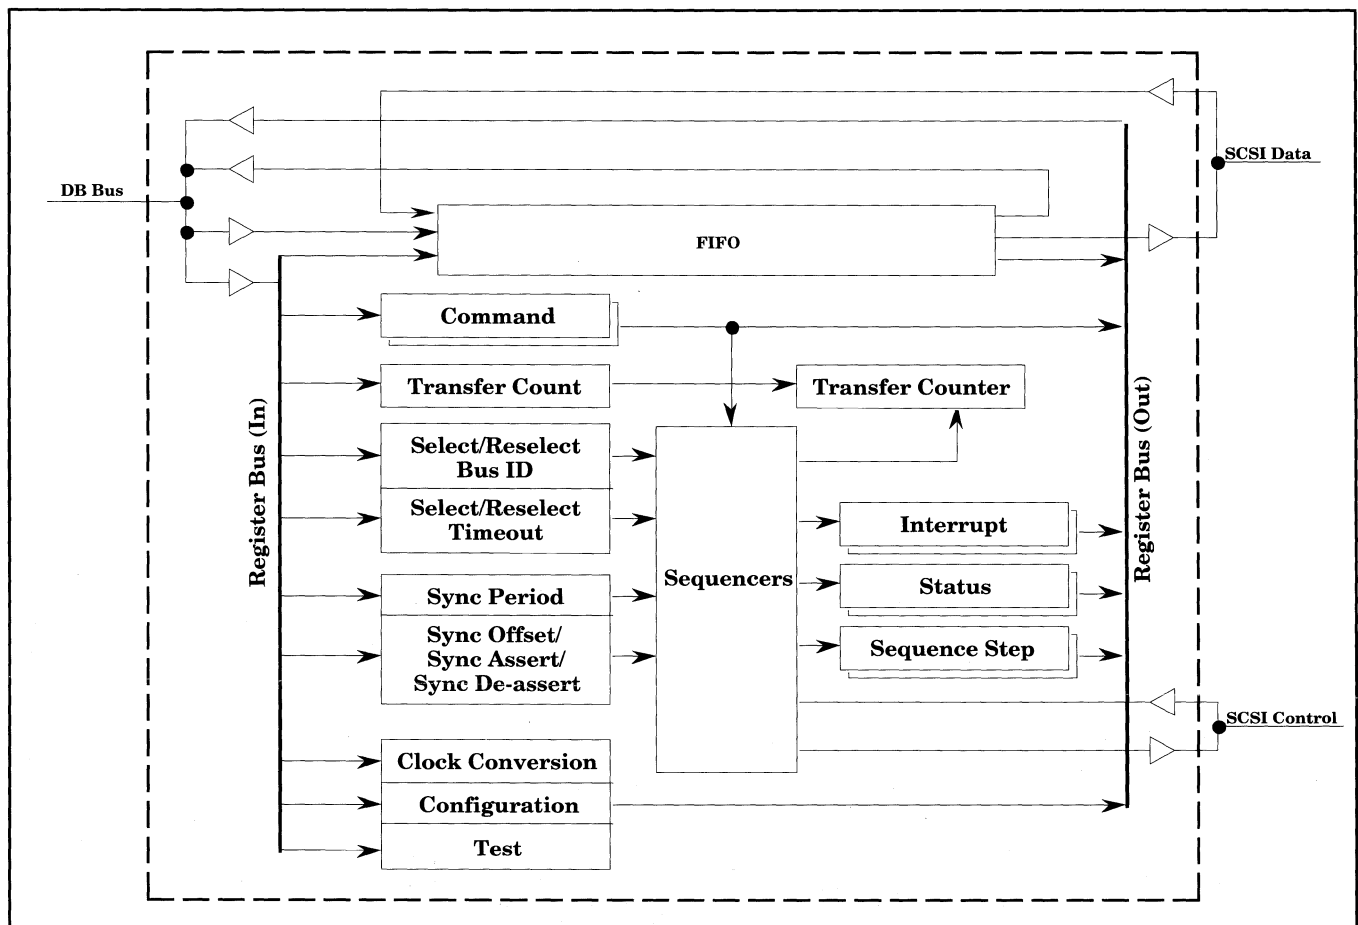 SCSI Data
DB Bus
FIFO
Command
Transfer Count
Transfer Counter
Register Bus (In)
Register Bus (Out)
Select/Reselect
Bus ID
Select/Reselect
Timeout
Interrupt
Sequencers
Status
Sync Period
Sync Offset/
Sync Assert/
Sync De-assert
Sequence Step
SCSI Control
Clock Conversion
Configuration
Test